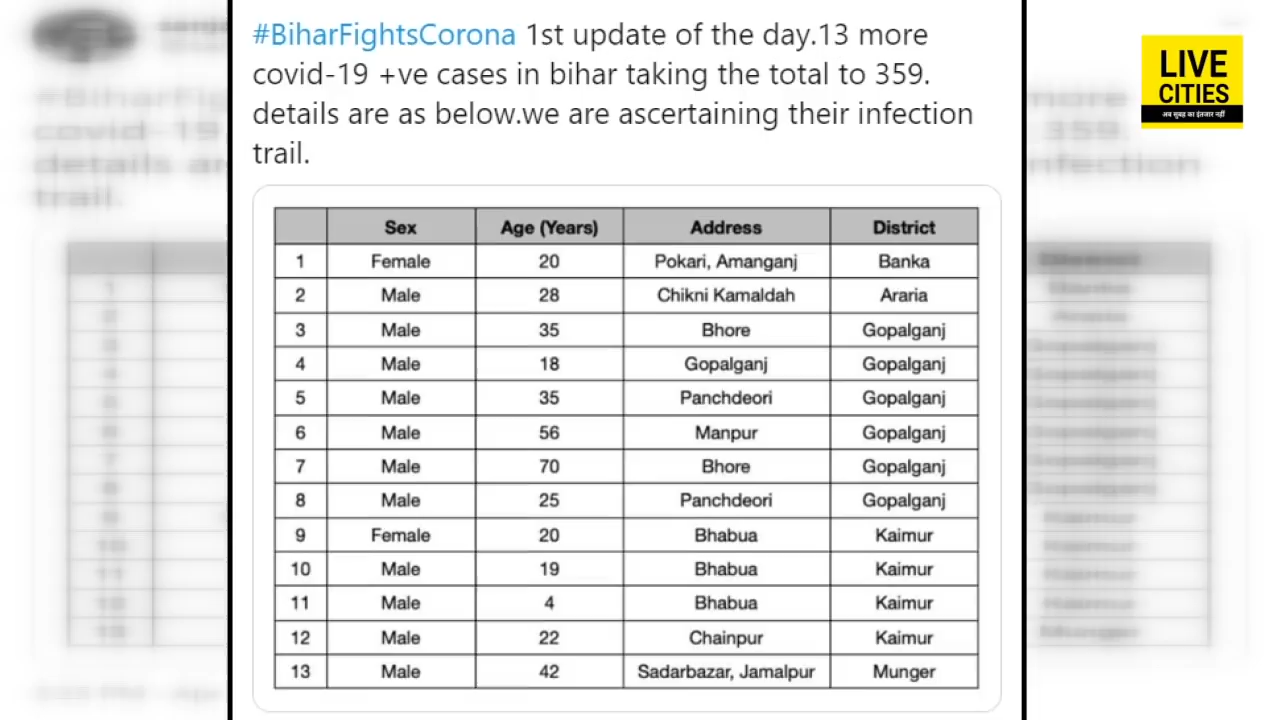 #BiharFightsCorona 1st update of the day.13 more
covid-19 +ve cases in bihar taking the total to 359.
details are as below.we are ascertaining their infection
trail.
LIVE
CITIES
अब सुबह का इंतजार नहीं
Sex Age (Years) Address District
1 Female 20 Pokari, Amanganj Banka
2 Male 28 Chikni Kamaldah Araria
3 Male 35 Bhore Gopalganj
4 Male 18 Gopalganj Gopalganj
5 Male 35 Panchdeori Gopalganj
6 Male 56 Manpur Gopalganj
7 Male 70 Bhore Gopalganj
8 Male 25 Panchdeori Gopalganj
9 Female 20 Bhabua Kaimur
10 Male 19 Bhabua Kaimur
11 Male 4 Bhabua Kaimur
12 Male 22 Chainpur Kaimur
13 Male 42 Sadarbazar, Jamalpur Munger